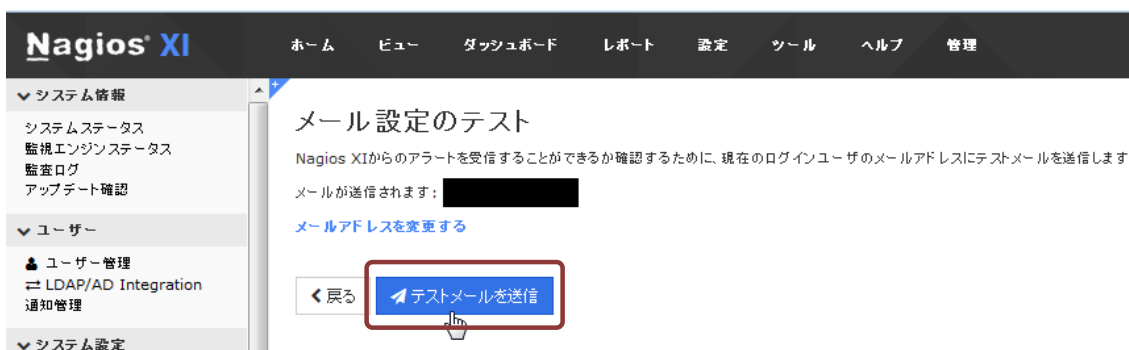 Nagios® XI
ホーム ビュー ダッシュボード レポート 設定 ツール ヘルプ 管理
システム情報
システムステータス
監視エンジンステータス
監査ログ
アップデート確認
ユーザー
ユーザー管理
LDAP/AD Integration
通知管理
システム設定
メール設定のテスト
Nagios XIからのアラートを受信することができるか確認するために、現在のログインユーザのメールアドレスにテストメールを送信します
メールが送信されます:
メールアドレスを変更する
戻る テストメールを送信